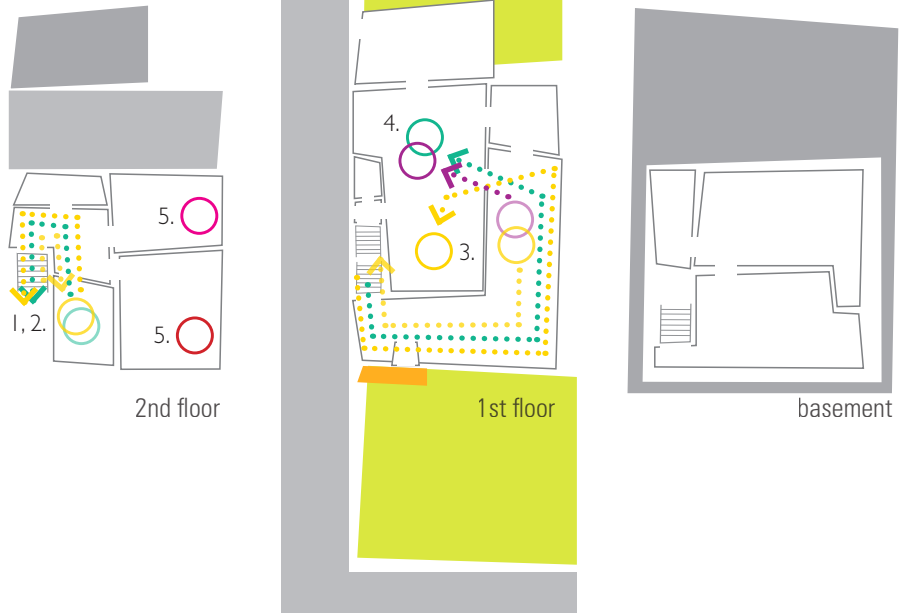 5.
5.
1, 2.
2nd floor
4.
3.
1st floor
basement